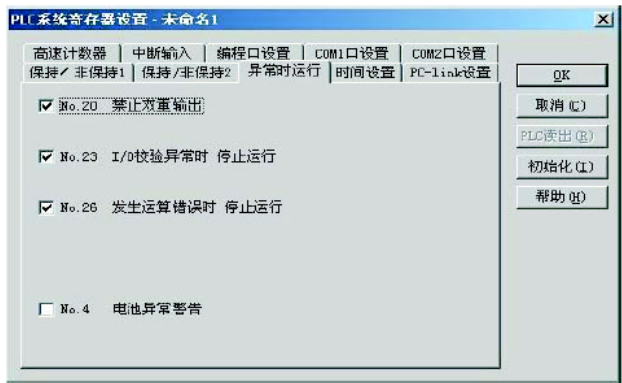 PLC系统寄存器设置 - 未命名1
高速计数器 中断输入 编程口设置 COM1口设置 COM2口设置
保持/ 非保持1 保持/非保持2 异常时运行 时间设置 PC-link设置
No.20 禁止双重输出
No.23 I/O校验异常时 停止运行
No.26 发生运算错误时 停止运行
No.4 电池异常警告
OK
取消(C)
PLC读出(R)
初始化(I)
帮助(H)